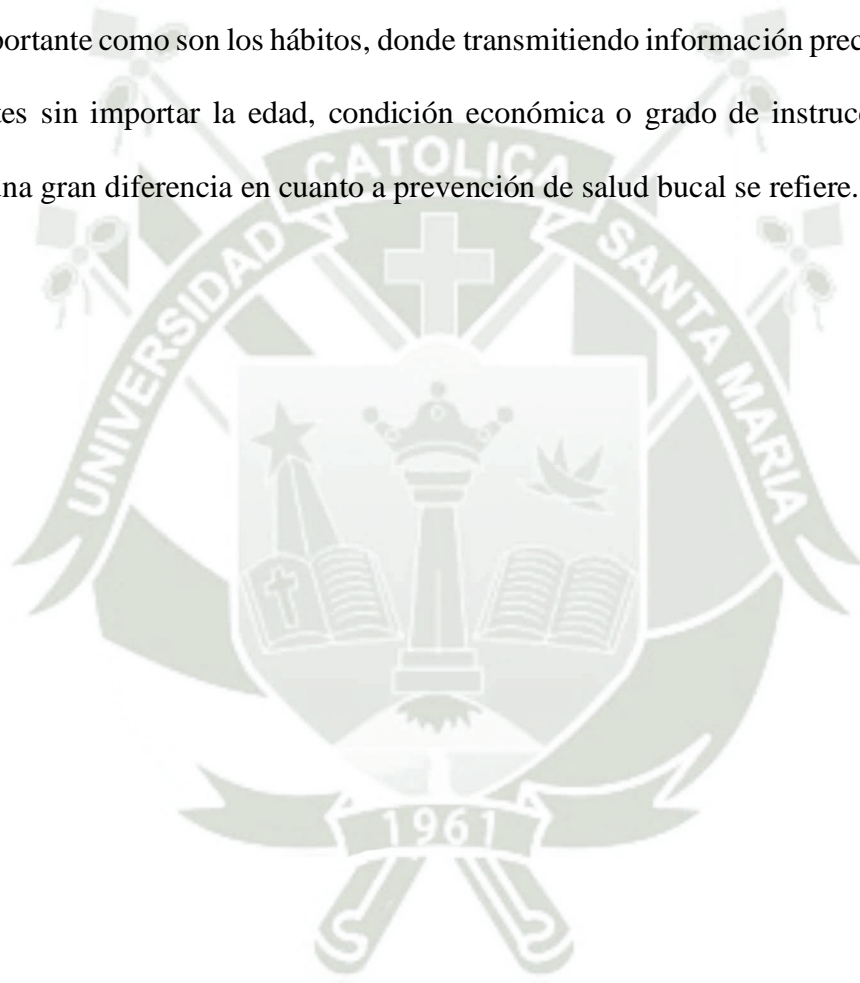 portante como son los hábitos, donde transmitiendo información prec
tes sin importar la edad, condición económica o grado de instrucc
una gran diferencia en cuanto a prevención de salud bucal se refiere.
UNIVERSIDAD CATOLICA SANTA MARIA
1961